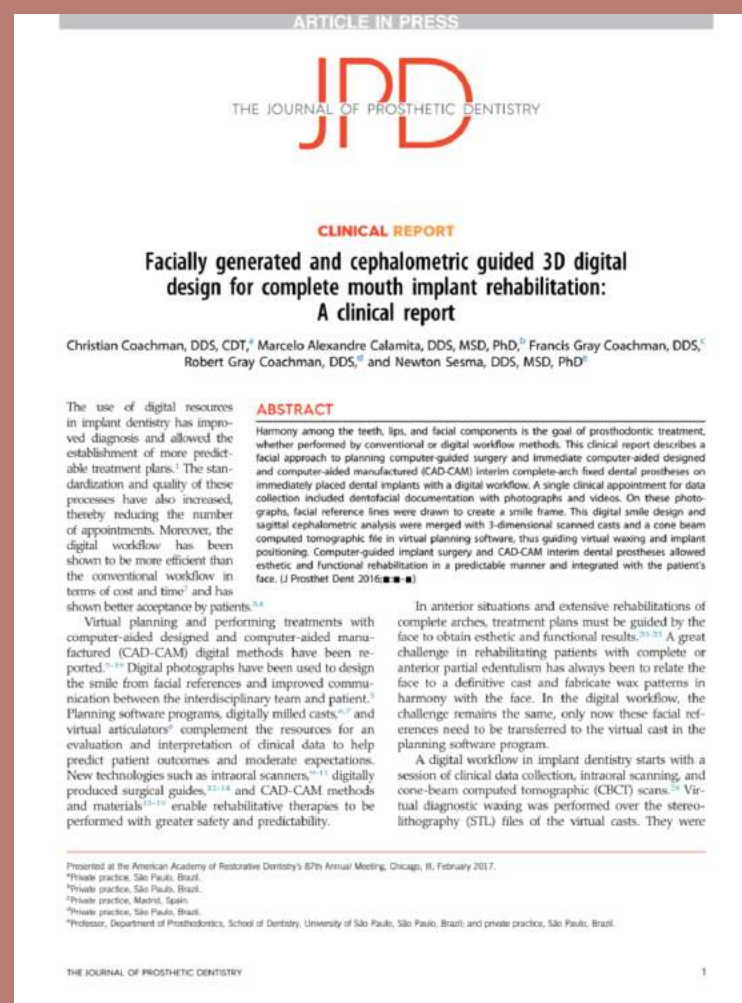 ARTICLE IN PRESS
JPD
THE JOURNAL OF PROSTHETIC DENTISTRY
CLINICAL REPORT
Facially generated and cephalometric guided 3D digital
design for complete mouth implant rehabilitation:
A clinical report
Christian Coachman, DDS, CDT,a Marcelo Alexandre Calamita, DDS, MSD, PhD,b Francis Gray Coachman, DDS,c
Robert Gray Coachman, DDS,d and Newton Sesma, DDS, MSD, PhDe
The use of digital resources
in implant dentistry has impro-
ved diagnosis and allowed the
establishment of more predict-
able treatment plans.1 The stan-
dardization and quality of these
processes have also increased,
thereby reducing the number
of appointments. Moreover, the
digital workflow has been
shown to be more efficient than
the conventional workflow in
terms of cost and time2 and has
shown better acceptance by patients.3,4
Virtual planning and performing treatments with
computer-aided designed and computer-aided manu-
factured (CAD-CAM) digital methods have been re-
ported.5-19 Digital photographs have been used to design
the smile from facial references and improved commu-
nication between the interdisciplinary team and patient.5
Planning software programs, digitally milled casts,6,7 and
virtual articulators8 complement the resources for an
evaluation and interpretation of clinical data to help
predict patient outcomes and moderate expectations.
New technologies such as intraoral scanners,9-11 digitally
produced surgical guides,12-14 and CAD-CAM methods
and materials15-19 enable rehabilitative therapies to be
performed with greater safety and predictability.
ABSTRACT
Harmony among the teeth, lips, and facial components is the goal of prosthodontic treatment,
whether performed by conventional or digital workflow methods. This clinical report describes a
facial approach to planning computer-guided surgery and immediate computer-aided designed
and computer-aided manufactured (CAD-CAM) interim complete-arch fixed dental prostheses on
immediately placed dental implants with a digital workflow. A single clinical appointment for data
collection included dentofacial documentation with photographs and videos. On these photo-
graphs, facial reference lines were drawn to create a smile frame. This digital smile design and
sagittal cephalometric analysis were merged with 3-dimensional scanned casts and a cone beam
computed tomographic file in virtual planning software, thus guiding virtual waxing and implant
positioning. Computer-guided implant surgery and CAD-CAM interim dental prostheses allowed
esthetic and functional rehabilitation in a predictable manner and integrated with the patient's
face. (J Prosthet Dent 2016;■:■-■)
In anterior situations and extensive rehabilitations of
complete arches, treatment plans must be guided by the
face to obtain esthetic and functional results.20-23 A great
challenge in rehabilitating patients with complete or
anterior partial edentulism has always been to relate the
face to a definitive cast and fabricate wax patterns in
harmony with the face. In the digital workflow, the
challenge remains the same, only now these facial ref-
erences need to be transferred to the virtual cast in the
planning software program.
A digital workflow in implant dentistry starts with a
session of clinical data collection, intraoral scanning, and
cone-beam computed tomographic (CBCT) scans.24 Vir-
tual diagnostic waxing was performed over the stereo-
lithography (STL) files of the virtual casts. They were
Presented at the American Academy of Restorative Dentistry's 87th Annual Meeting, Chicago, Ill, February 2017.
aPrivate practice, São Paulo, Brazil.
bPrivate practice, São Paulo, Brazil.
cPrivate practice, Madrid, Spain.
dPrivate practice, São Paulo, Brazil.
eProfessor, Department of Prosthodontics, School of Dentistry, University of São Paulo, São Paulo, Brazil; and private practice, São Paulo, Brazil.
THE JOURNAL OF PROSTHETIC DENTISTRY
1